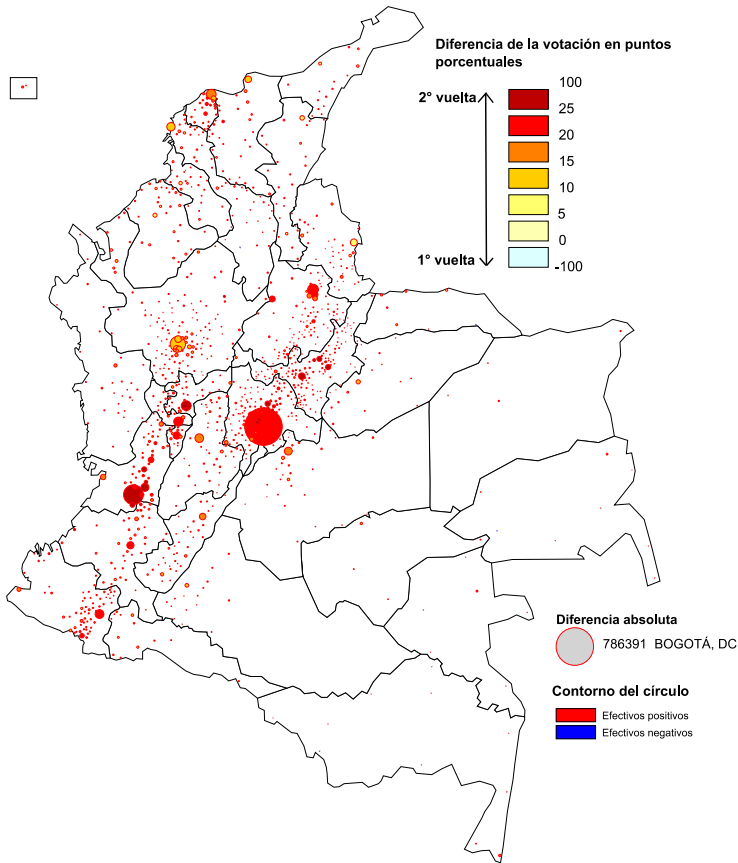 Diferencia de la votación en puntos
porcentuales
2° vuelta
100
25
20
15
10
5
0
-100
1° vuelta
Diferencia absoluta
786391 BOGOTÁ, DC
Contorno del círculo
Efectivos positivos
Efectivos negativos